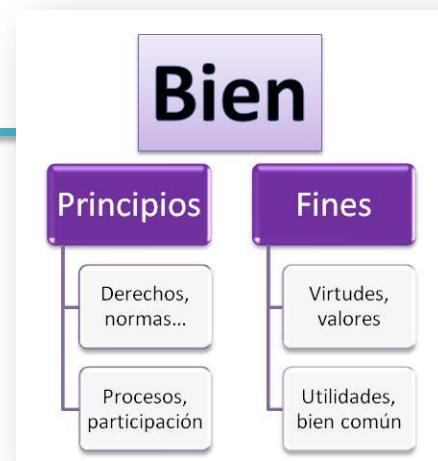 Bien
Principios
Derechos,
normas...
Procesos,
participación
Fines
Virtudes,
valores
Utilidades,
bien común